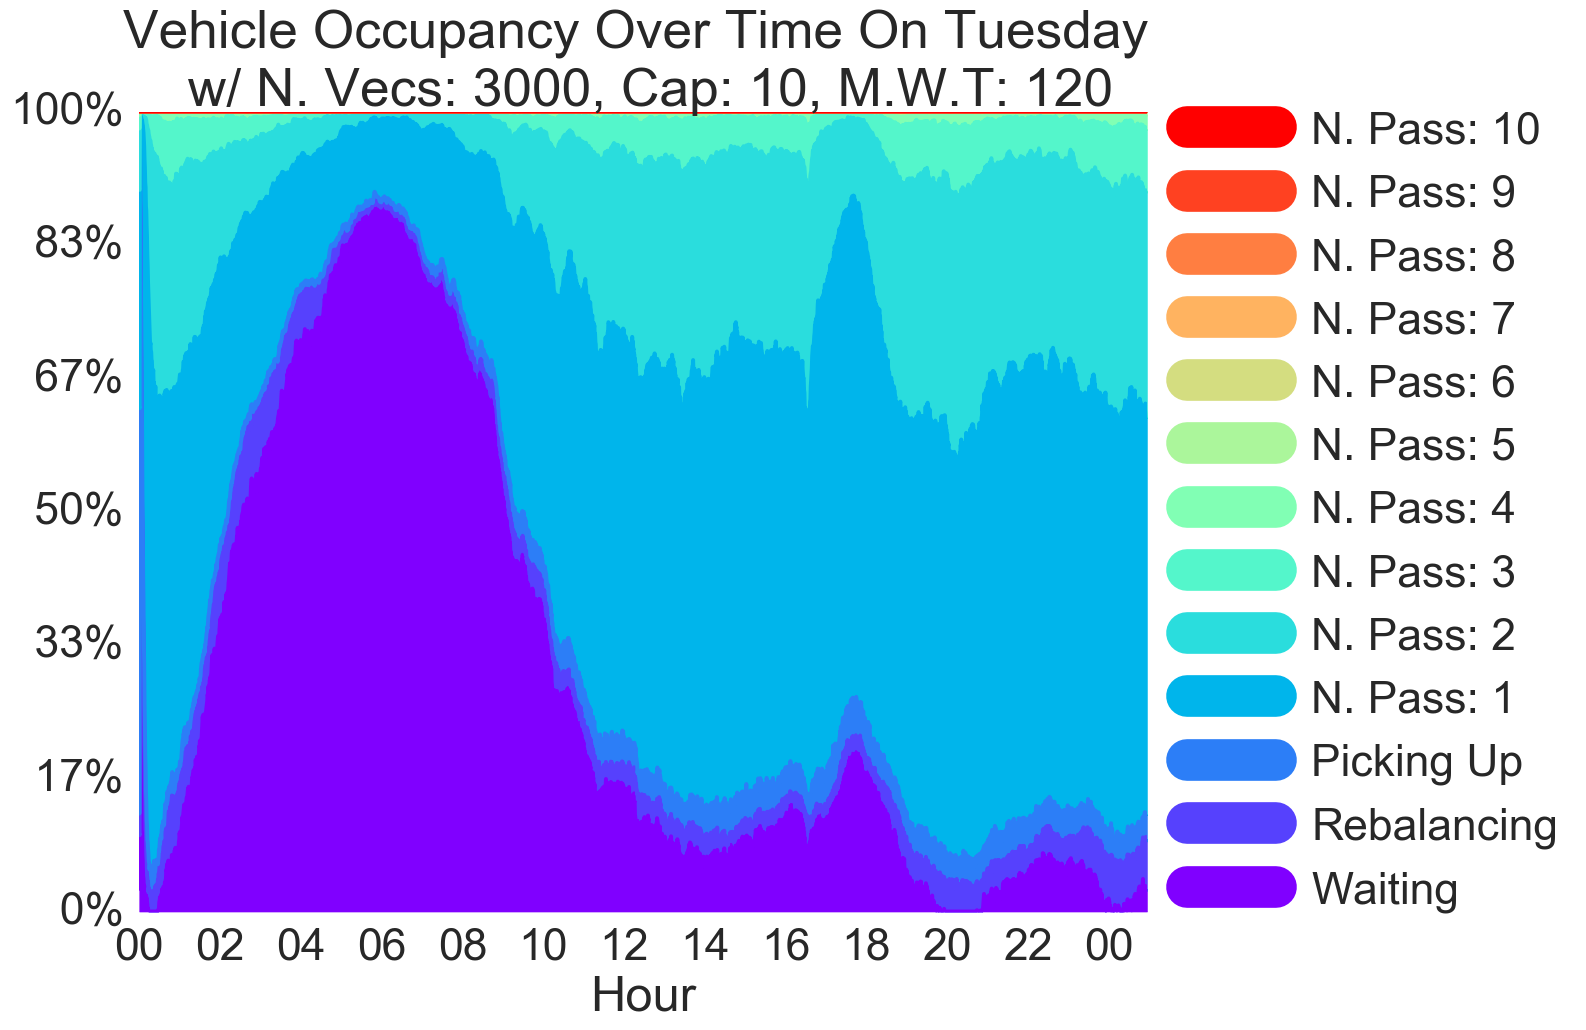 Vehicle Occupancy Over Time On Tuesday
w/ N. Vecs: 3000, Cap: 10, M.W.T: 120
100%
83%
67%
50%
33%
17%
0%
00 02 04 06 08 10 12 14 16 18 20 22 00
Hour
N. Pass: 10
N. Pass: 9
N. Pass: 8
N. Pass: 7
N. Pass: 6
N. Pass: 5
N. Pass: 4
N. Pass: 3
N. Pass: 2
N. Pass: 1
Picking Up
Rebalancing
Waiting